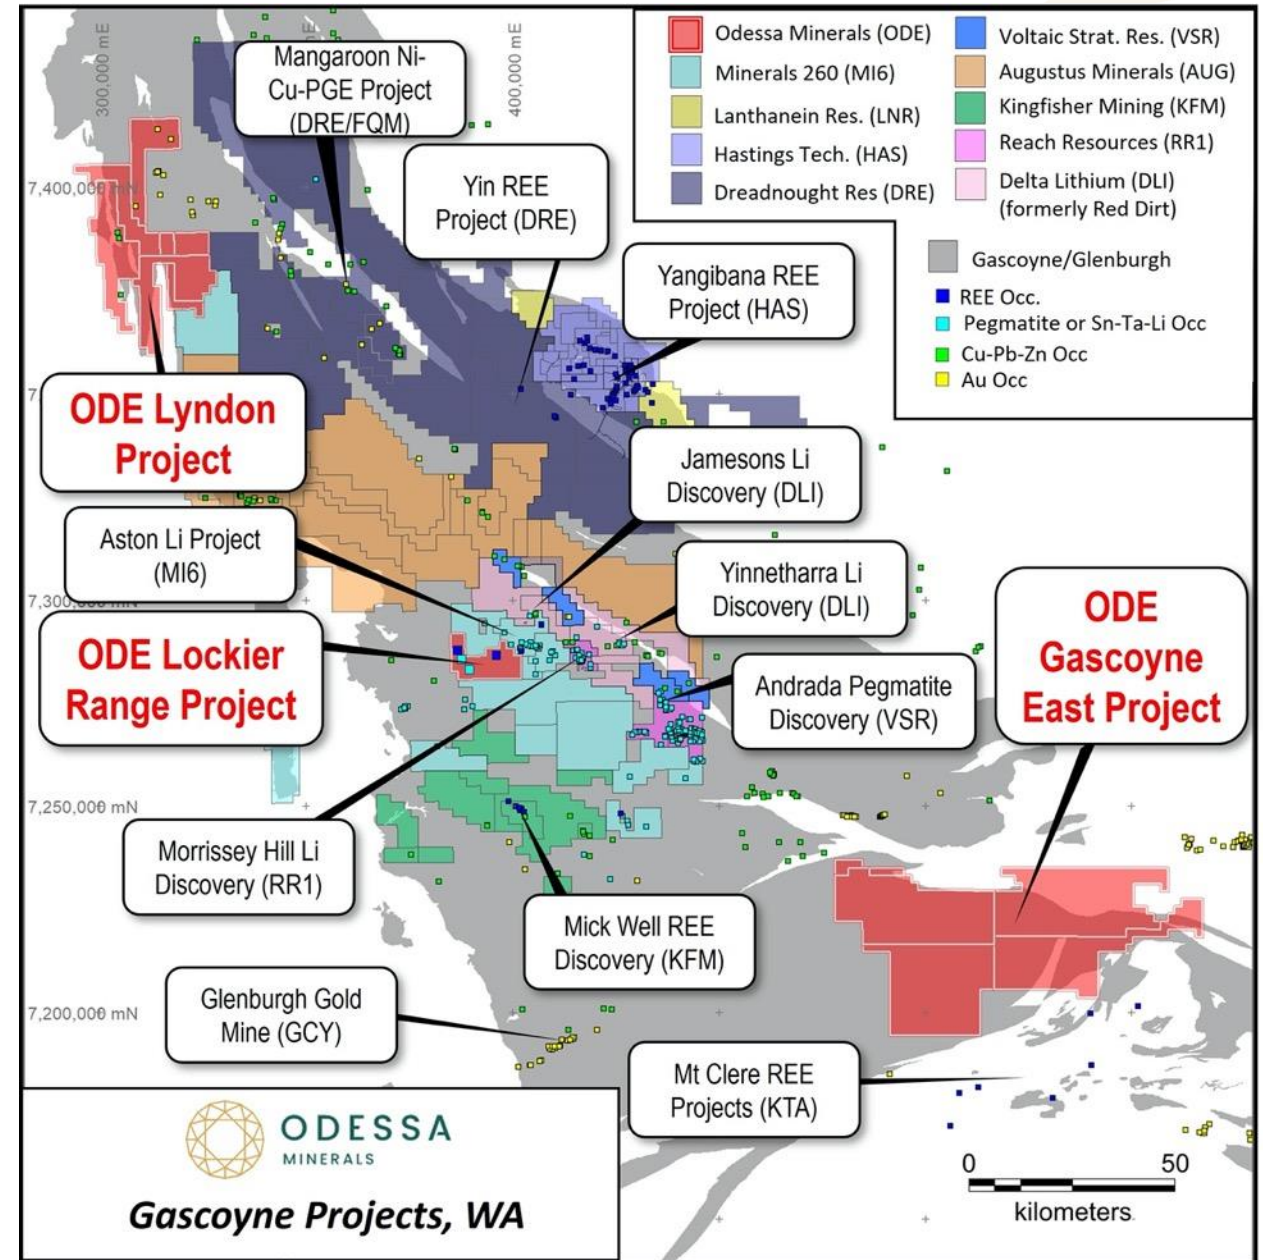 300,000 mE
mE
400,000 mE
Mangaroon Ni-
Cu-PGE Project
(DRE/FQM)
Yin REE
Project (DRE)
Yangibana REE
Project (HAS)
Odessa Minerals (ODE)
Minerals 260 (MI6)
Lanthanein Res. (LNR)
Hastings Tech. (HAS)
Dreadnought Res (DRE)
Voltaic Strat. Res. (VSR)
Augustus Minerals (AUG)
Kingfisher Mining (KFM)
Reach Resources (RR1)
Delta Lithium (DLI)
(formerly Red Dirt)
Gascoyne/Glenburgh
REE Occ.
Pegmatite or Sn-Ta-Li Occ
Cu-Pb-Zn Occ
Au Occ
7,400,000 mN
ODE Lyndon
Project
Jamesons Li
Discovery (DLI)
Aston Li Project
(MI6)
Yinnetharra Li
Discovery (DLI)
7,300,000 mN
ODE Lockier
Range Project
ODE
Gascoyne
East Project
Andrada Pegmatite
Discovery (VSR)
7,250,000 mN
Morrissey Hill Li
Discovery (RR1)
Mick Well REE
Discovery (KFM)
Glenburgh Gold
Mine (GCY)
7,200,000 mN
Mt Clere REE
Projects (KTA)
ODESSA
MINERALS
Gascoyne Projects, WA
0 50
kilometers